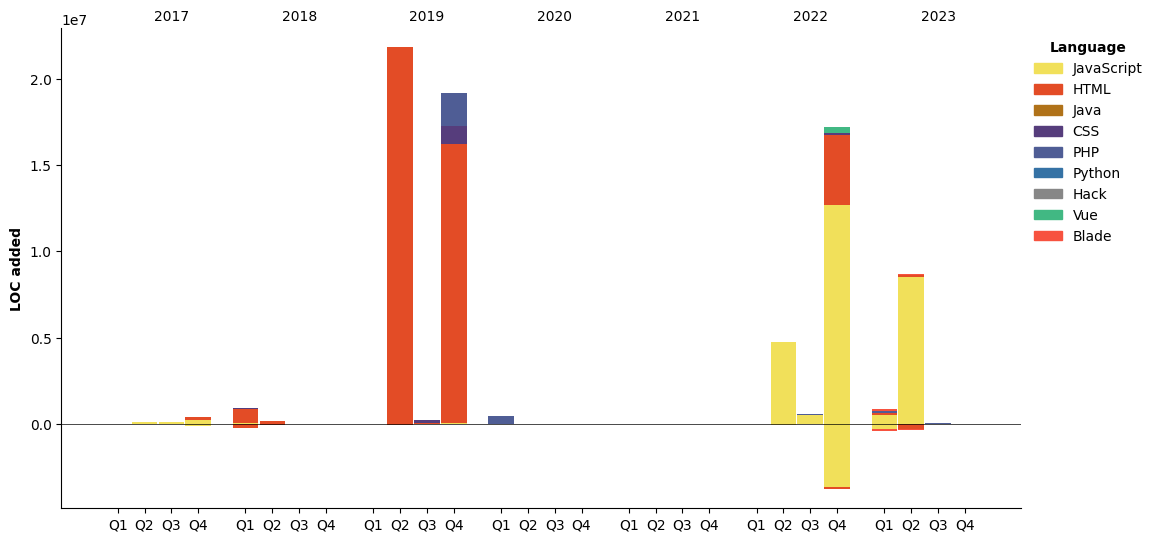 1e7
2017 2018 2019 2020 2021 2022 2023
LOC added
2.0
1.5
1.0
0.5
0.0
Q1 Q2 Q3 Q4 Q1 Q2 Q3 Q4 Q1 Q2 Q3 Q4 Q1 Q2 Q3 Q4 Q1 Q2 Q3 Q4 Q1 Q2 Q3 Q4 Q1 Q2 Q3 Q4
Language
JavaScript
HTML
Java
CSS
PHP
Python
Hack
Vue
Blade